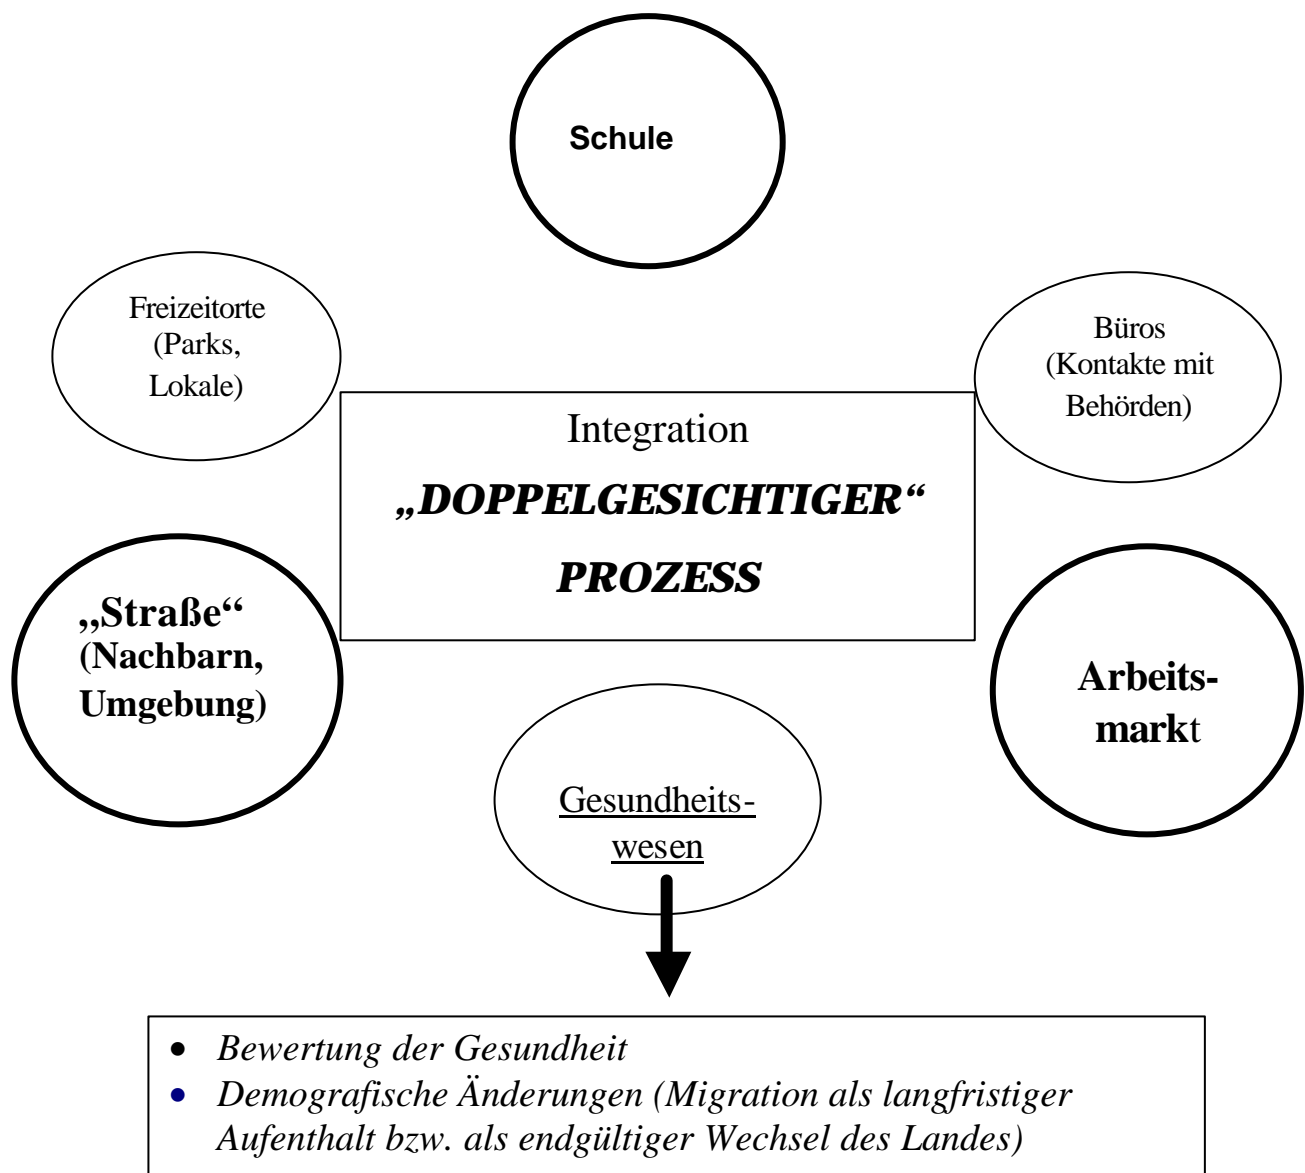 Schule
Freizeitorte
(Parks,
Lokale)
Büros
(Kontakte mit
Behörden)
Integration
„DOPPELGESICHTIGER“
PROZESS
„Straße“
(Nachbarn,
Umgebung)
Arbeits-
markt
Gesundheits-
wesen
• Bewertung der Gesundheit
• Demografische Änderungen (Migration als langfristiger
Aufenthalt bzw. als endgültiger Wechsel des Landes)